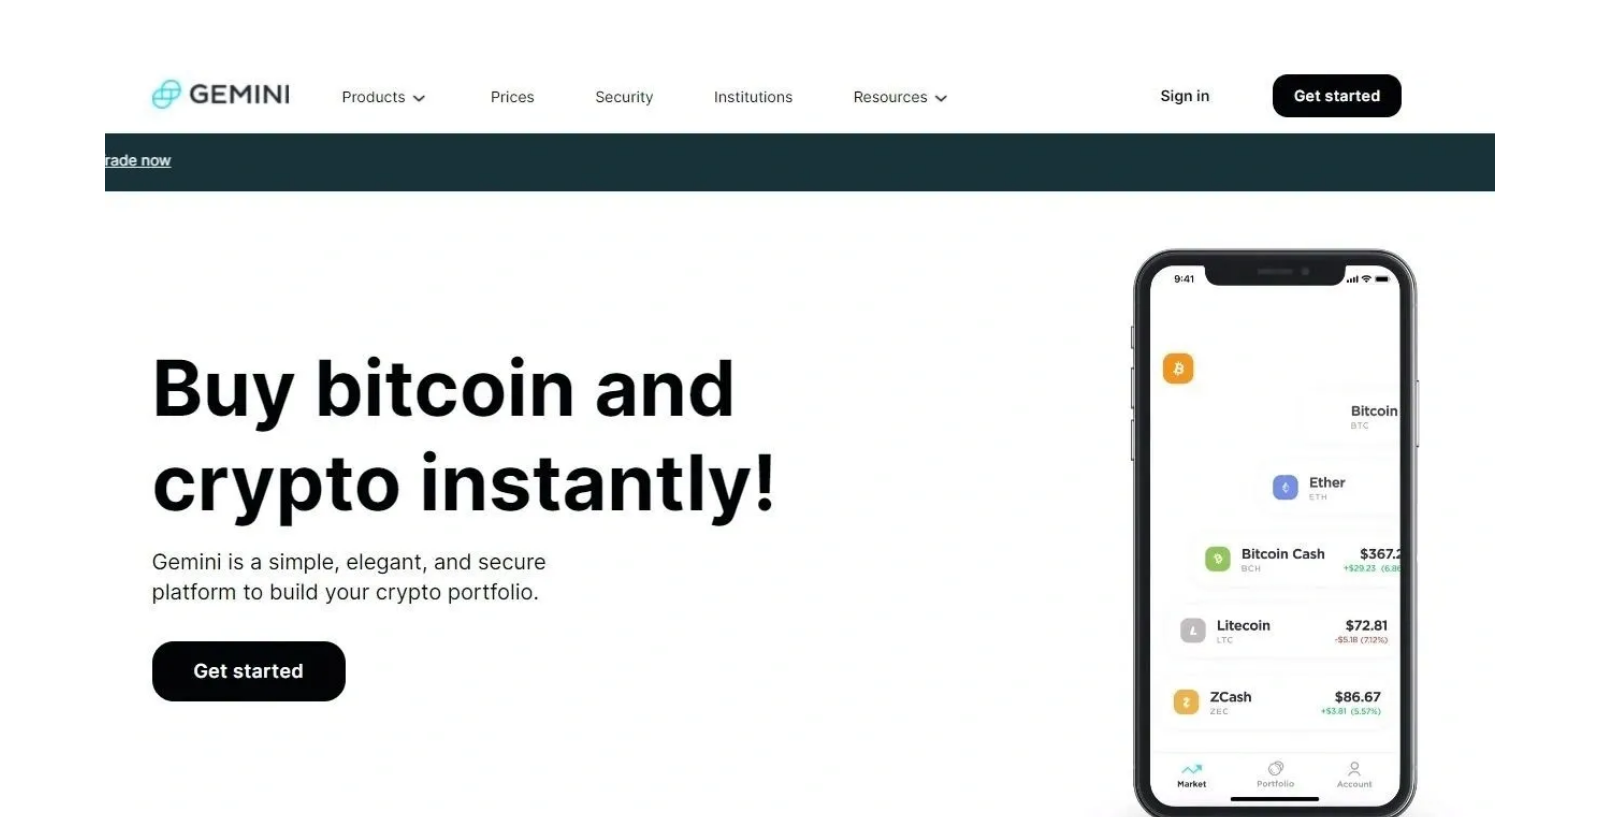 GEMINI
Products
Prices
Security
Institutions
Resources
Sign in
Get started
rade now
Buy bitcoin and
crypto instantly!
Gemini is a simple, elegant, and secure
platform to build your crypto portfolio.
Get started
9:41
Bitcoin
BTC
Ether
ETH
Bitcoin Cash $367.2
BCH +$29.23 (6.86
Litecoin $72.81
LTC -$5.18 (7.12%)
ZCash $86.67
ZEC +$3.81 (5.57%)
Market Portfolio Account